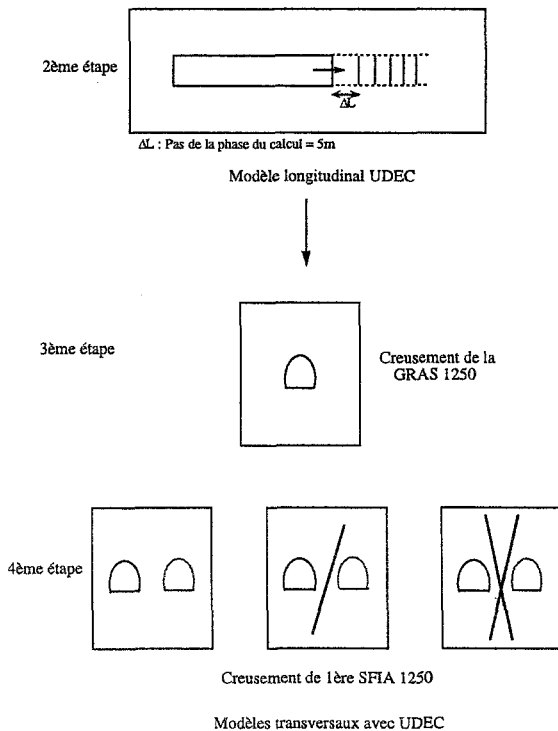 2ème étape
ΔL
ΔL : Pas de la phase du calcul = 5m
Modèle longitudinal UDEC
3ème étape
Creusement de la
GRAS 1250
4ème étape
Creusement de 1ère SFIA 1250
Modèles transversaux avec UDEC